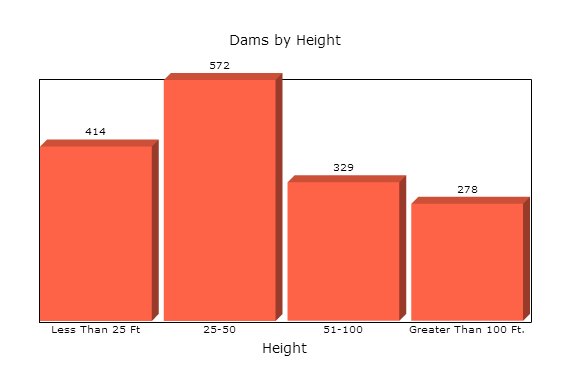 Dams by Height
572
414
329
278
Less Than 25 Ft 25-50 51-100 Greater Than 100 Ft.
Height